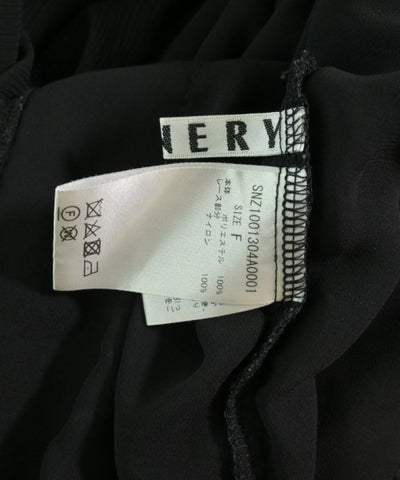 NERY
SNZ1001304A0001
SIZE F
本体 ポリエステル 100%
レース部分
ナイロン 100%